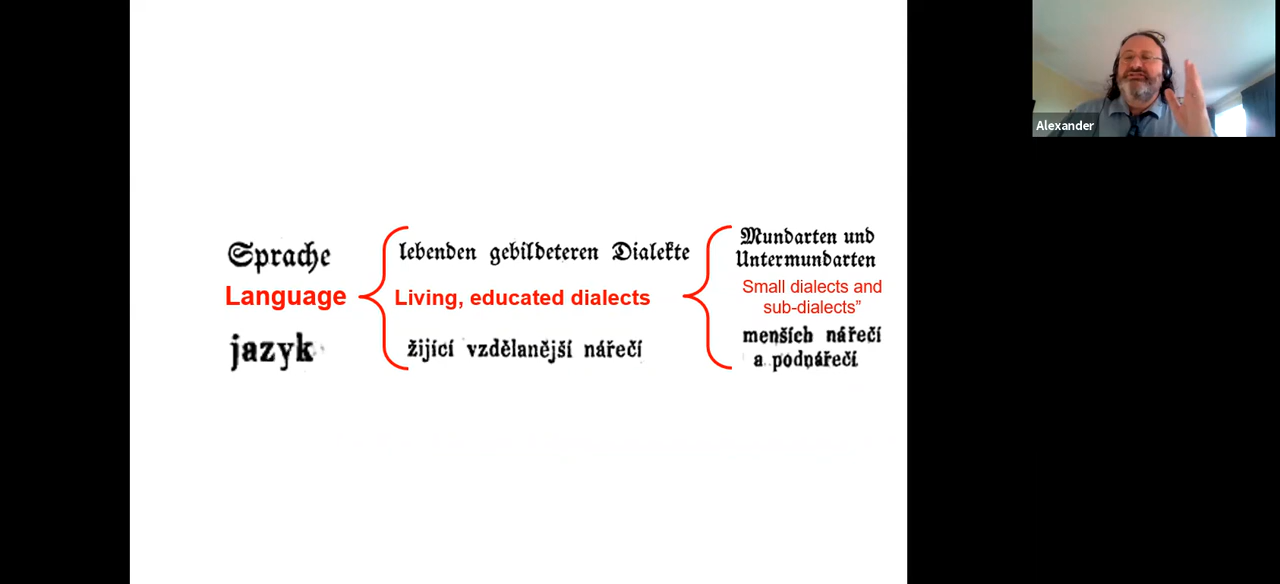 Sprache
Language
jazyk
lebenden gebildeteren Dialekte
Living, educated dialects
žijící vzdělanější nářečí
Mundarten und
Untermundarten
Small dialects and
sub-dialects”
menších nářečí
a podnářečí
Alexander